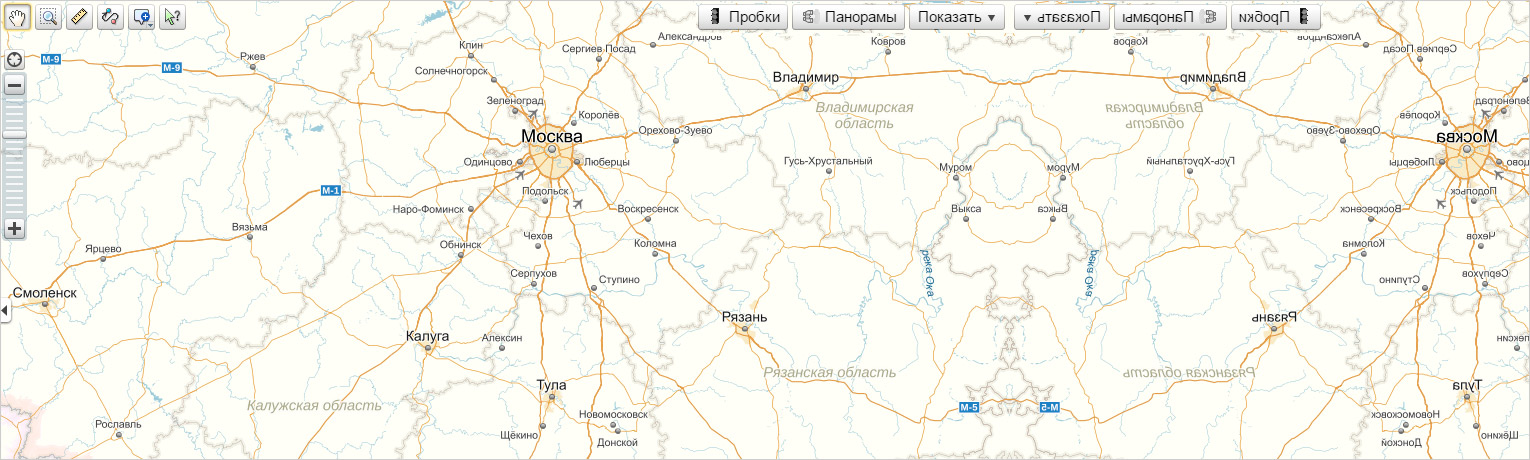 Пробки Панорамы Показать Показать Панорамы Пробки
Александров
Ковров
Ковров
Александров
Клин
Сергиев Посад
Сергиев Посад
М-9
М-9
Ржев
Солнечногорск
Владимир
Владимир
Зеленоград
Зеленоград
Владимирская
область
Владимирская
область
Королёв
Королёв
Москва
Орехово-Зуево
Орехово-Зуево
Москва
Одинцово
Люберцы
Гусь-Хрустальный
Гусь-Хрустальный
Люберцы
Муром
Муром
М-1
Подольск
Подольск
Наро-Фоминск
Воскресенск
Выкса
Выкса
Воскресенск
Вязьма
Чехов
Чехов
Ярцево
Обнинск
Коломна
Коломна
река Ока
река Ока
Серпухов
Ступино
Ступино
Серпухов
Смоленск
Рязань
Рязань
Калуга
Алексин
Рязанская область
Рязанская область
Тула
Тула
Калужская область
М-5
М-5
Новомосковск
Новомосковск
Рославль
Щёкино
Донской
Донской
Щёкино